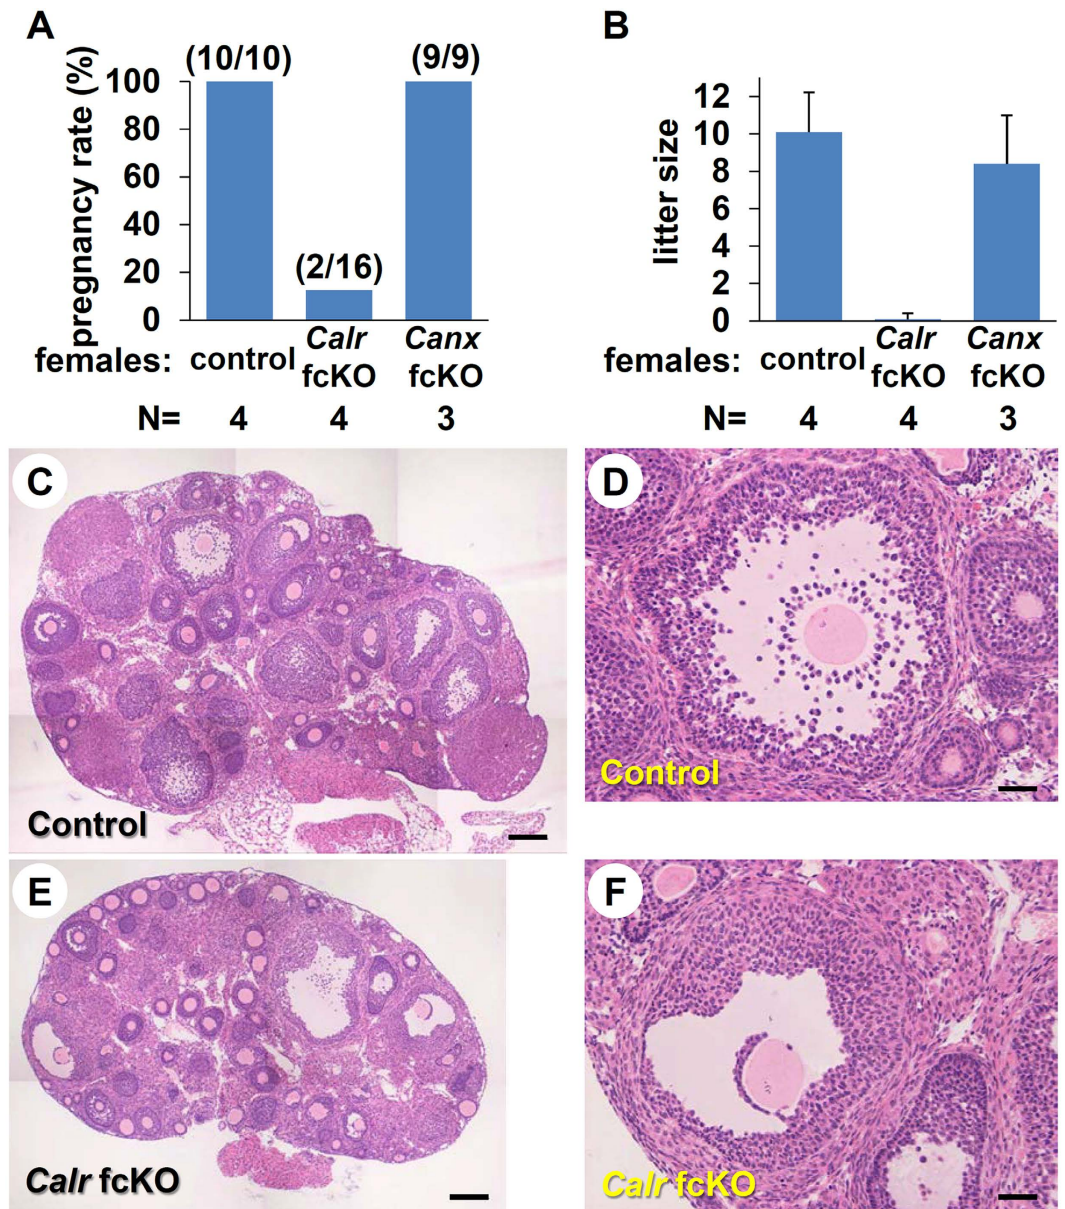 A
pregnancy rate (%)
100
80
60
40
20
0
(10/10)
(2/16)
(9/9)
females:
control
Calr
fcKO
Canx
fcKO
N=
4
4
3
B
litter size
12
10
8
6
4
2
0
females:
control
Calr
fcKO
Canx
fcKO
N=
4
4
3
C
Control
D
Control
E
Calr fcKO
F
Calr fcKO